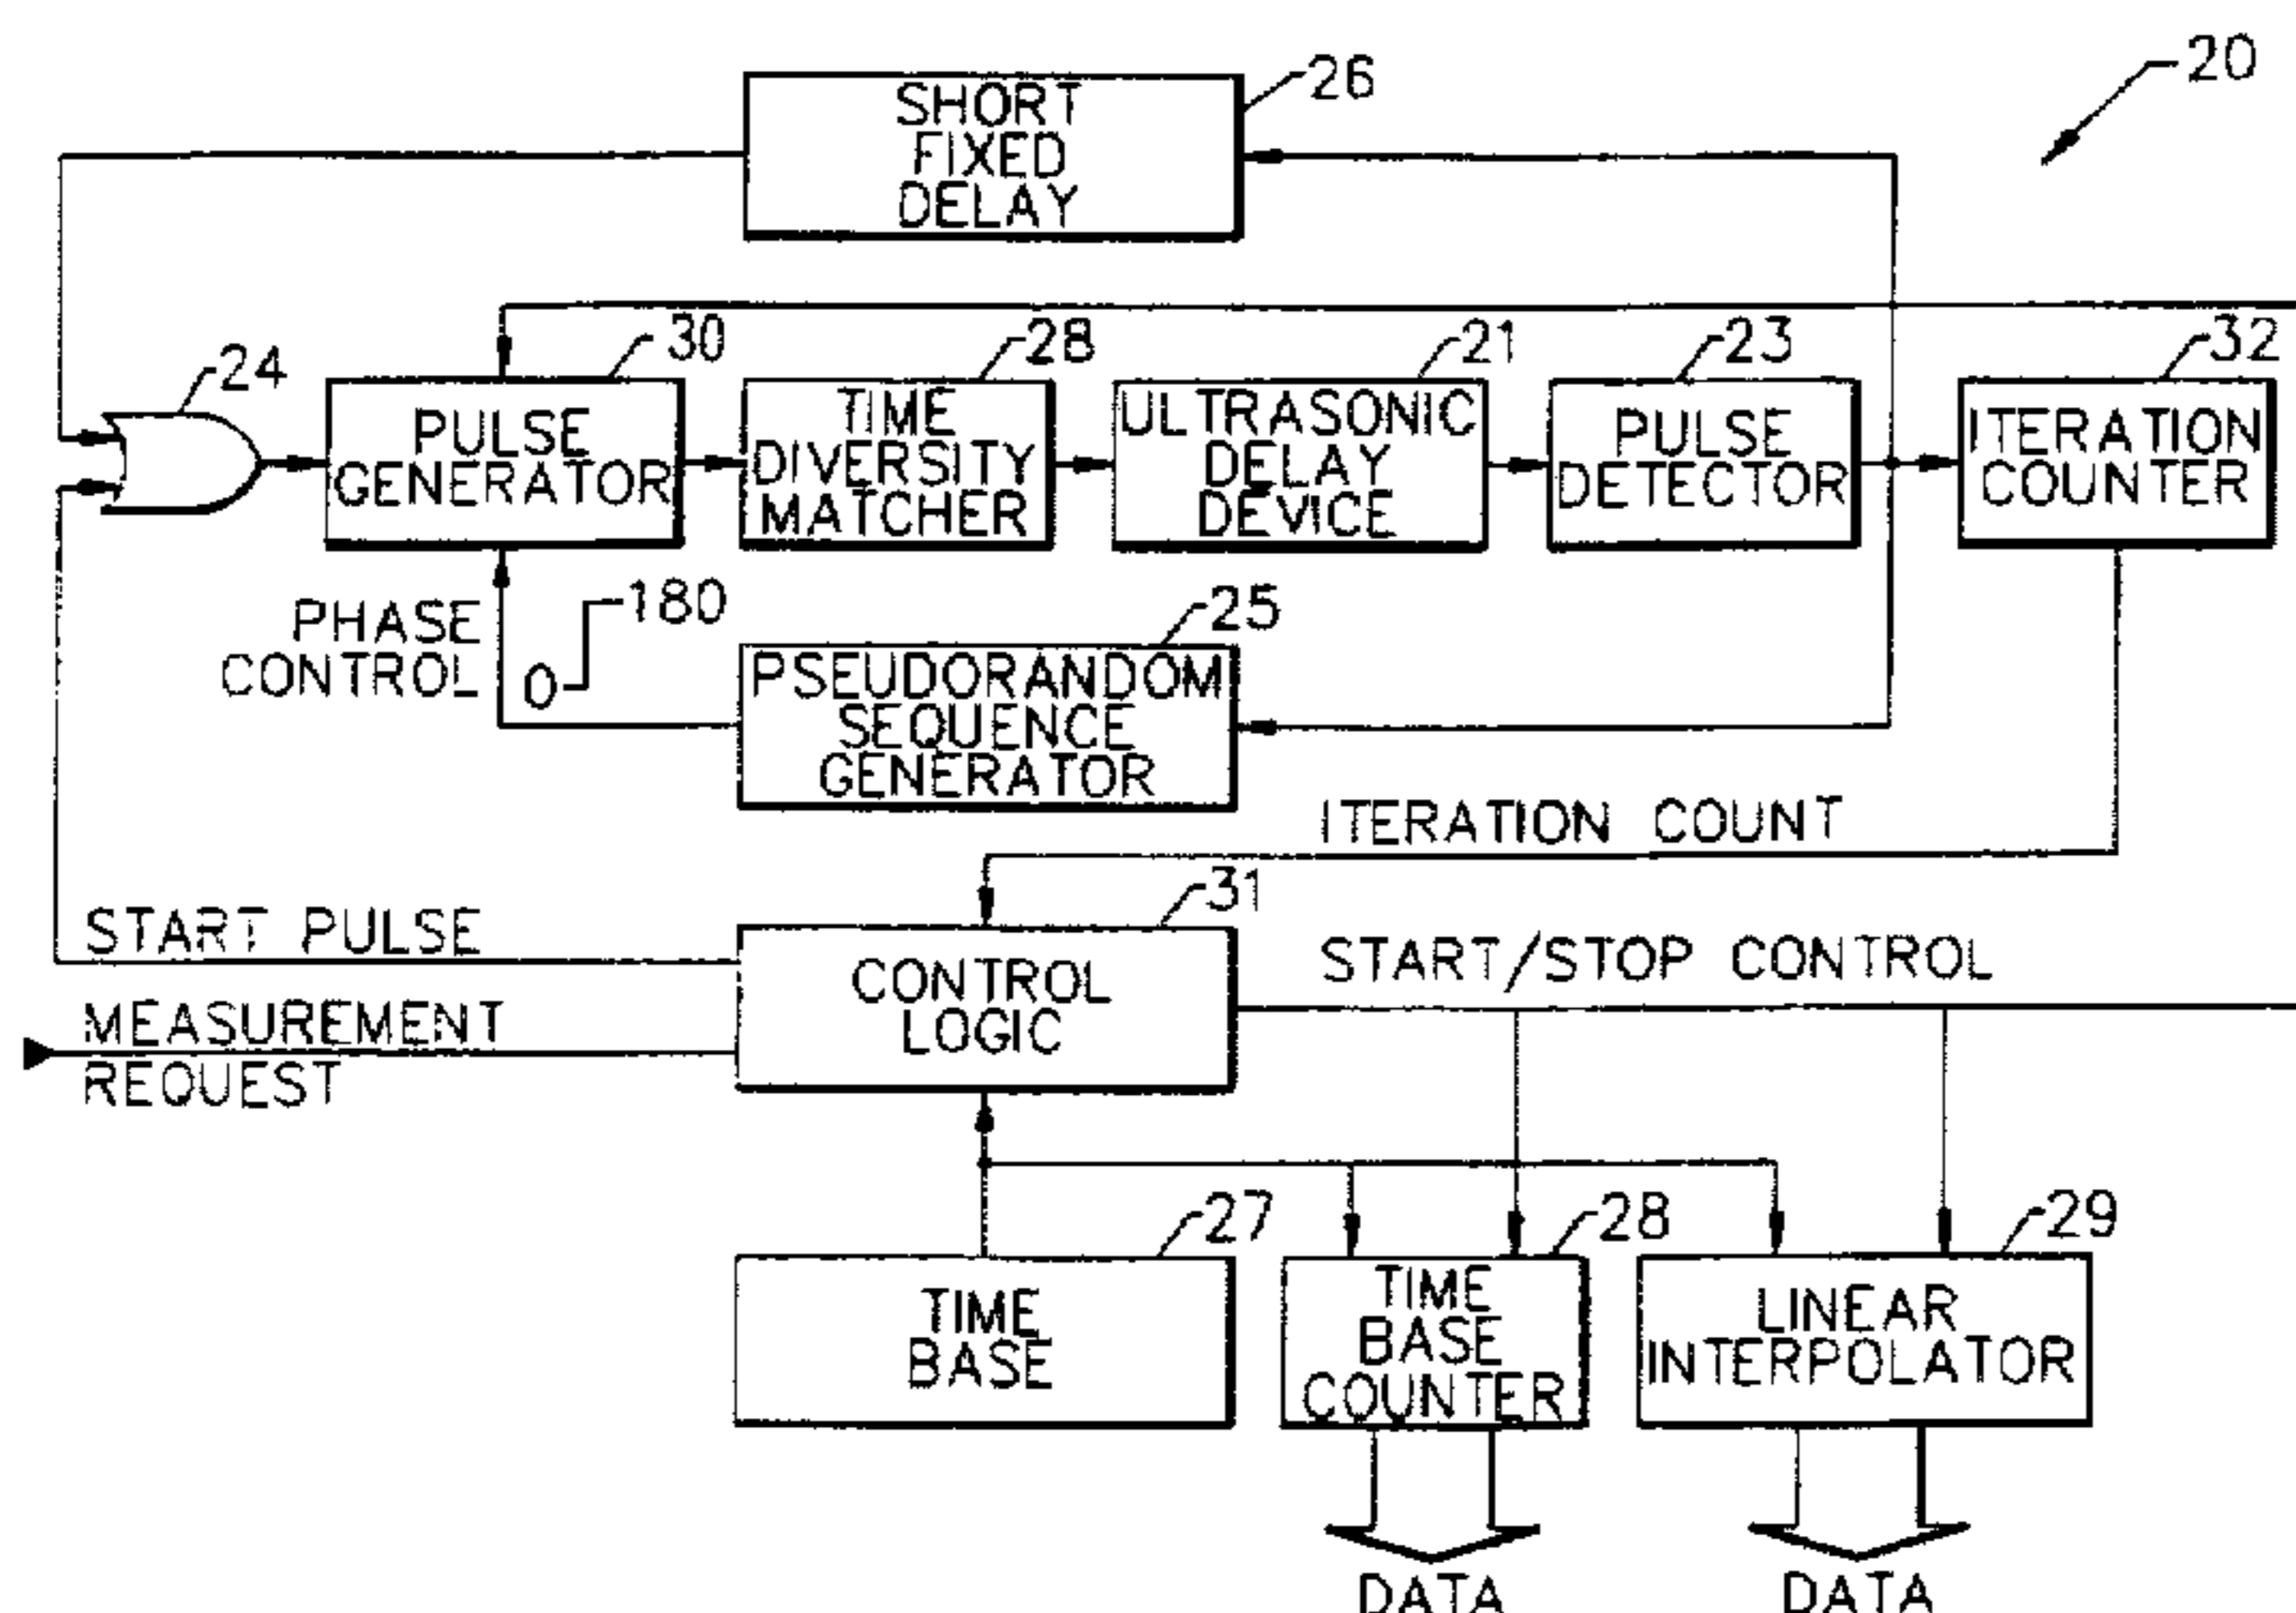 20
26
SHORT
FIXED
DELAY
24
30
PULSE
GENERATOR
28
TIME
DIVERSITY
MATCHER
21
ULTRASONIC
DELAY
DEVICE
23
PULSE
DETECTOR
32
ITERATION
COUNTER
PHASE
CONTROL
0
180
25
PSEUDORANDOM
SEQUENCE
GENERATOR
ITERATION COUNT
31
START PULSE
CONTROL
LOGIC
START/STOP CONTROL
MEASUREMENT
REQUEST
27
TIME
BASE
28
TIME
BASE
COUNTER
29
LINEAR
INTERPOLATOR
DATA
DATA